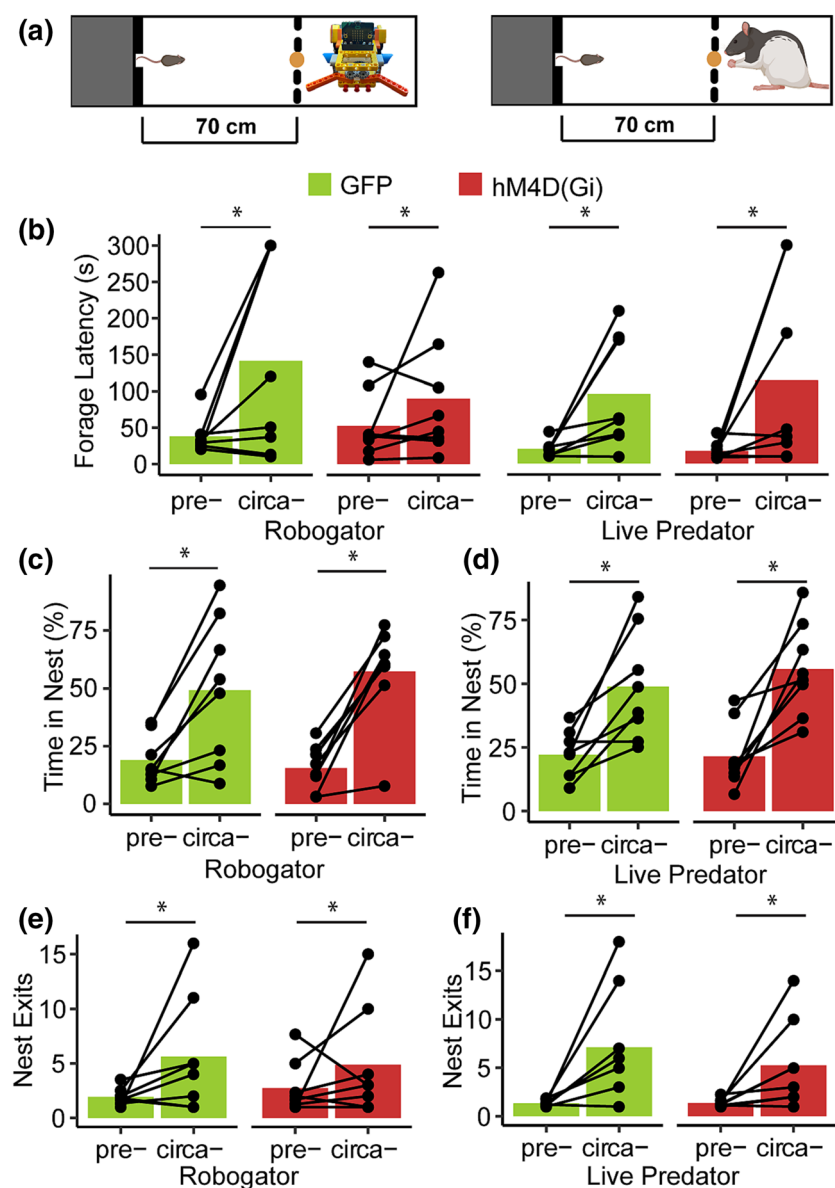 (a)
70 cm
70 cm
GFP
hM4D(Gi)
(b)
Forage Latency (s)
300
250
200
150
100
50
0
*
*
*
*
pre− circa−
pre− circa−
pre− circa−
pre− circa−
Robogator
Live Predator
(c)
Time in Nest (%)
75
50
25
0
*
*
pre− circa−
pre− circa−
Robogator
(d)
Time in Nest (%)
75
50
25
0
*
*
pre− circa−
pre− circa−
Live Predator
(e)
Nest Exits
15
10
5
0
*
*
pre− circa−
pre− circa−
Robogator
(f)
Nest Exits
15
10
5
0
*
*
pre− circa−
pre− circa−
Live Predator